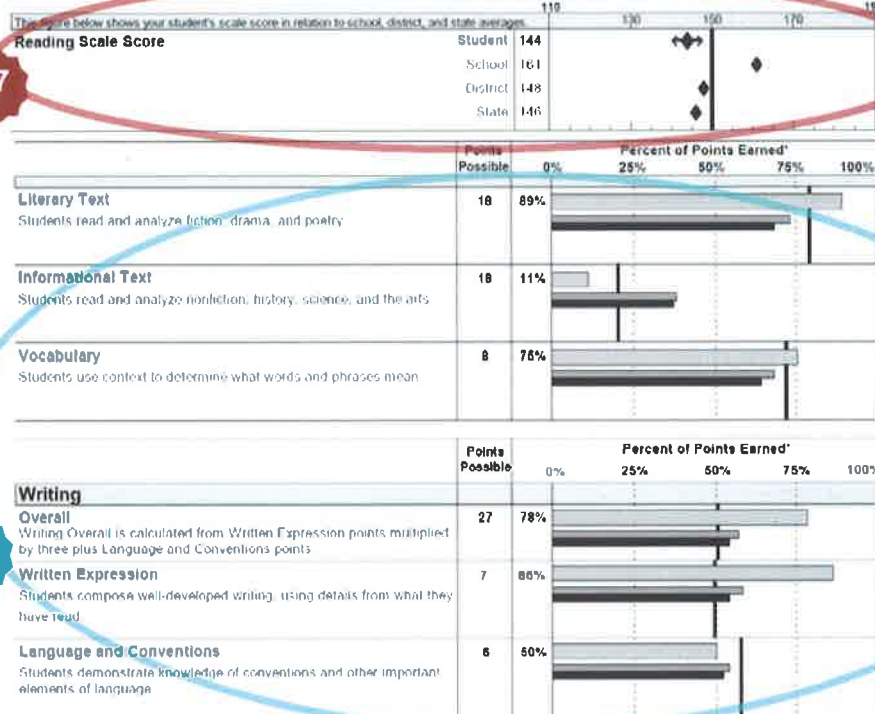 110 130 150 170
This figure below shows your student's scale score in relation to school, district, and state averages.
Reading Scale Score
Student 144
School 161
District 148
State 146
7
Points Possible
Percent of Points Earned*
0% 25% 50% 75% 100%
Literary Text 18 89%
Students read and analyze fiction, drama, and poetry
Informational Text 18 11%
Students read and analyze nonfiction, history, science, and the arts
Vocabulary 8 75%
Students use context to determine what words and phrases mean
Points Possible
Percent of Points Earned*
0% 25% 50% 75% 100%
Writing
Overall 27 78%
Writing Overall is calculated from Written Expression points multiplied
by three plus Language and Conventions points
Written Expression 7 86%
Students compose well-developed writing, using details from what they
have read
Language and Conventions 6 50%
Students demonstrate knowledge of conventions and other important
elements of language